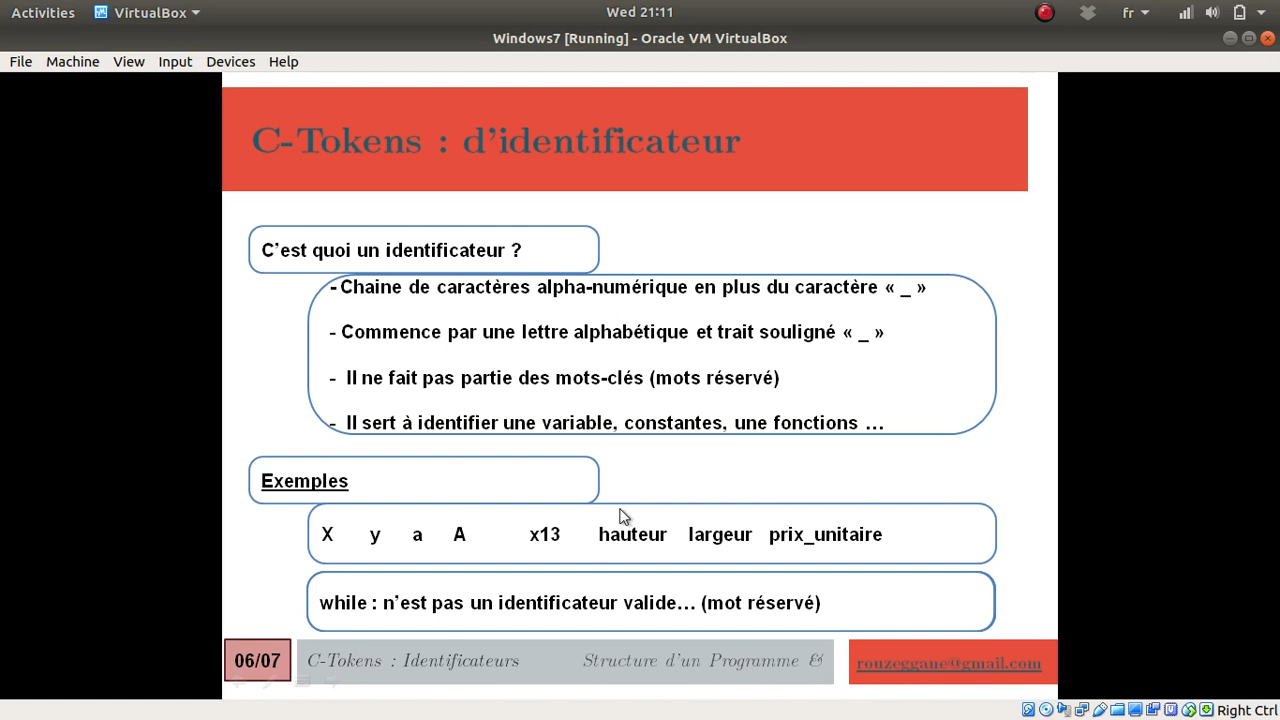 Activities VirtualBox Wed 21:11 fr
Windows7 [Running] - Oracle VM VirtualBox
File Machine View Input Devices Help
C-Tokens : d'identificateur
C'est quoi un identificateur ?
- Chaine de caractères alpha-numérique en plus du caractère « _ »
- Commence par une lettre alphabétique et trait souligné « _ »
- Il ne fait pas partie des mots-clés (mots réservé)
- Il sert à identifier une variable, constantes, une fonctions ...
Exemples
X y a A x13 hauteur largeur prix_unitaire
while : n'est pas un identificateur valide... (mot réservé)
06/07 C-Tokens : Identificateurs Structure d'un Programme & rouzeggane@gmail.com
Right Ctrl